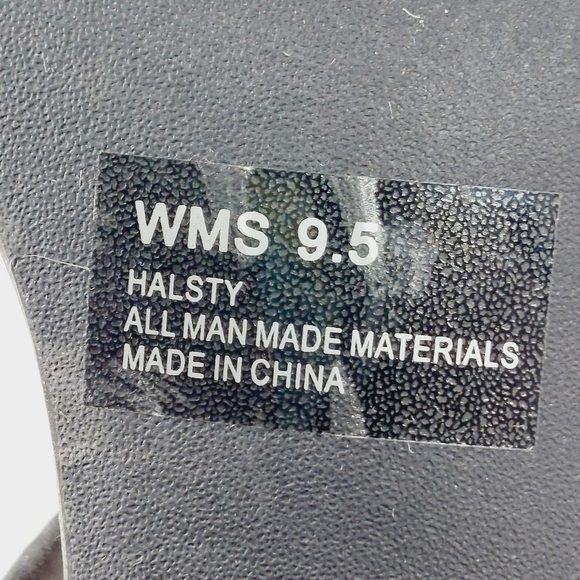 WMS 9.5
HALSTY
ALL MAN MADE MATERIALS
MADE IN CHINA